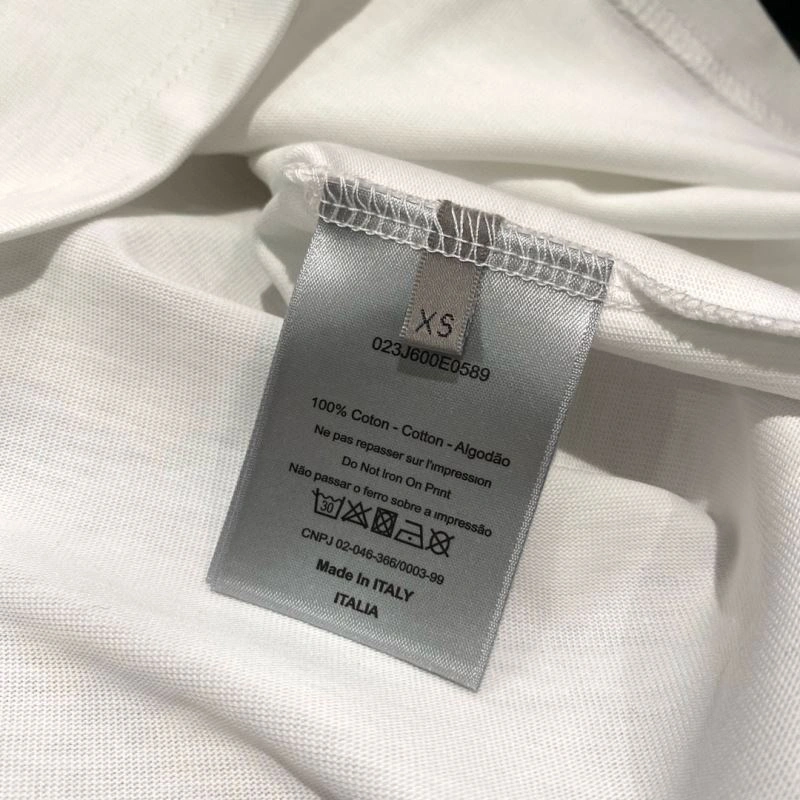 XS
023J600E0589
100% Coton - Cotton - Algodão
Ne pas repasser sur l'impression
Do Not Iron On Print
Não passar o ferro sobre a impressão
30
CNPJ 02-046-366/0003-99
Made In ITALY
ITALIA